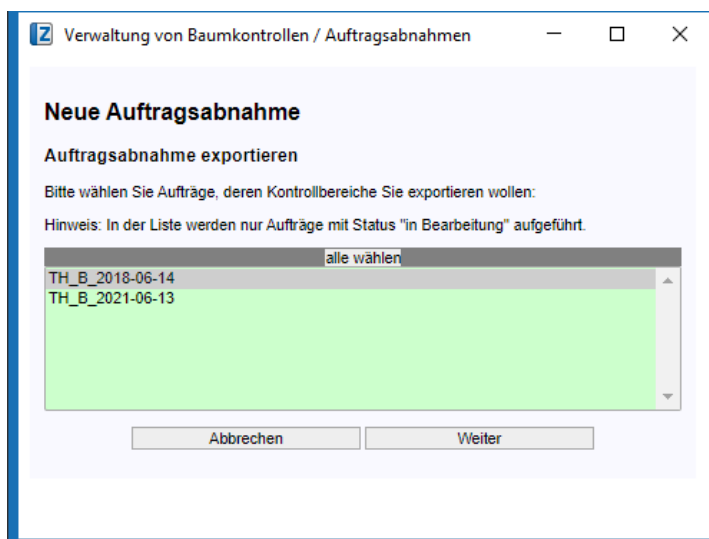 Z Verwaltung von Baumkontrollen / Auftragsabnahmen
Neue Auftragsabnahme
Auftragsabnahme exportieren
Bitte wählen Sie Aufträge, deren Kontrollbereiche Sie exportieren wollen:
Hinweis: In der Liste werden nur Aufträge mit Status "in Bearbeitung" aufgeführt.
alle wählen
TH_B_2018-06-14
TH_B_2021-06-13
Abbrechen Weiter